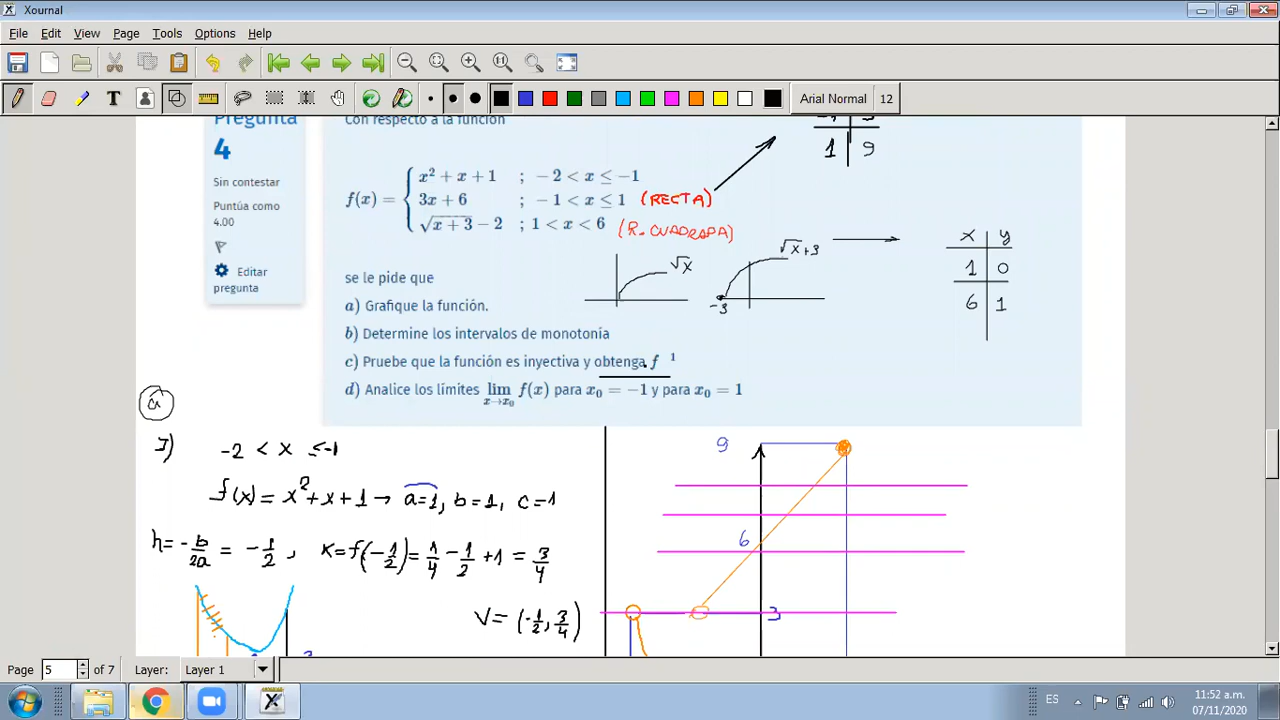 Xournal
File Edit View Page Tools Options Help
Arial Normal 12
Pregunta
4
Sin contestar
Puntúa como
4.00
Editar
pregunta
Con respecto a la función
f(x) = { x² + x + 1 ; −2 < x ≤ −1
3x + 6 ; −1 < x ≤ 1 (RECTA)
√x + 3 − 2 ; 1 < x < 6 (R. CUADRADA)
1 9
√x
√x+3
-3
x y
1 0
6 1
se le pide que
a) Grafique la función.
b) Determine los intervalos de monotonía
c) Pruebe que la función es inyectiva y obtenga f 1
d) Analice los límites lim x→x₀ f(x) para x₀ = −1 y para x₀ = 1
a
I) -2 < x ≤ -1
f(x) = x² + x + 1 → a=1, b=1, c=1
h = -b/2a = -1/2 , K = f(-1/2) = 1/4 - 1/2 + 1 = 3/4
V = (-1/2, 3/4)
9
6
3
Page 5 of 7 Layer: Layer 1
ES 11:52 a.m.
07/11/2020